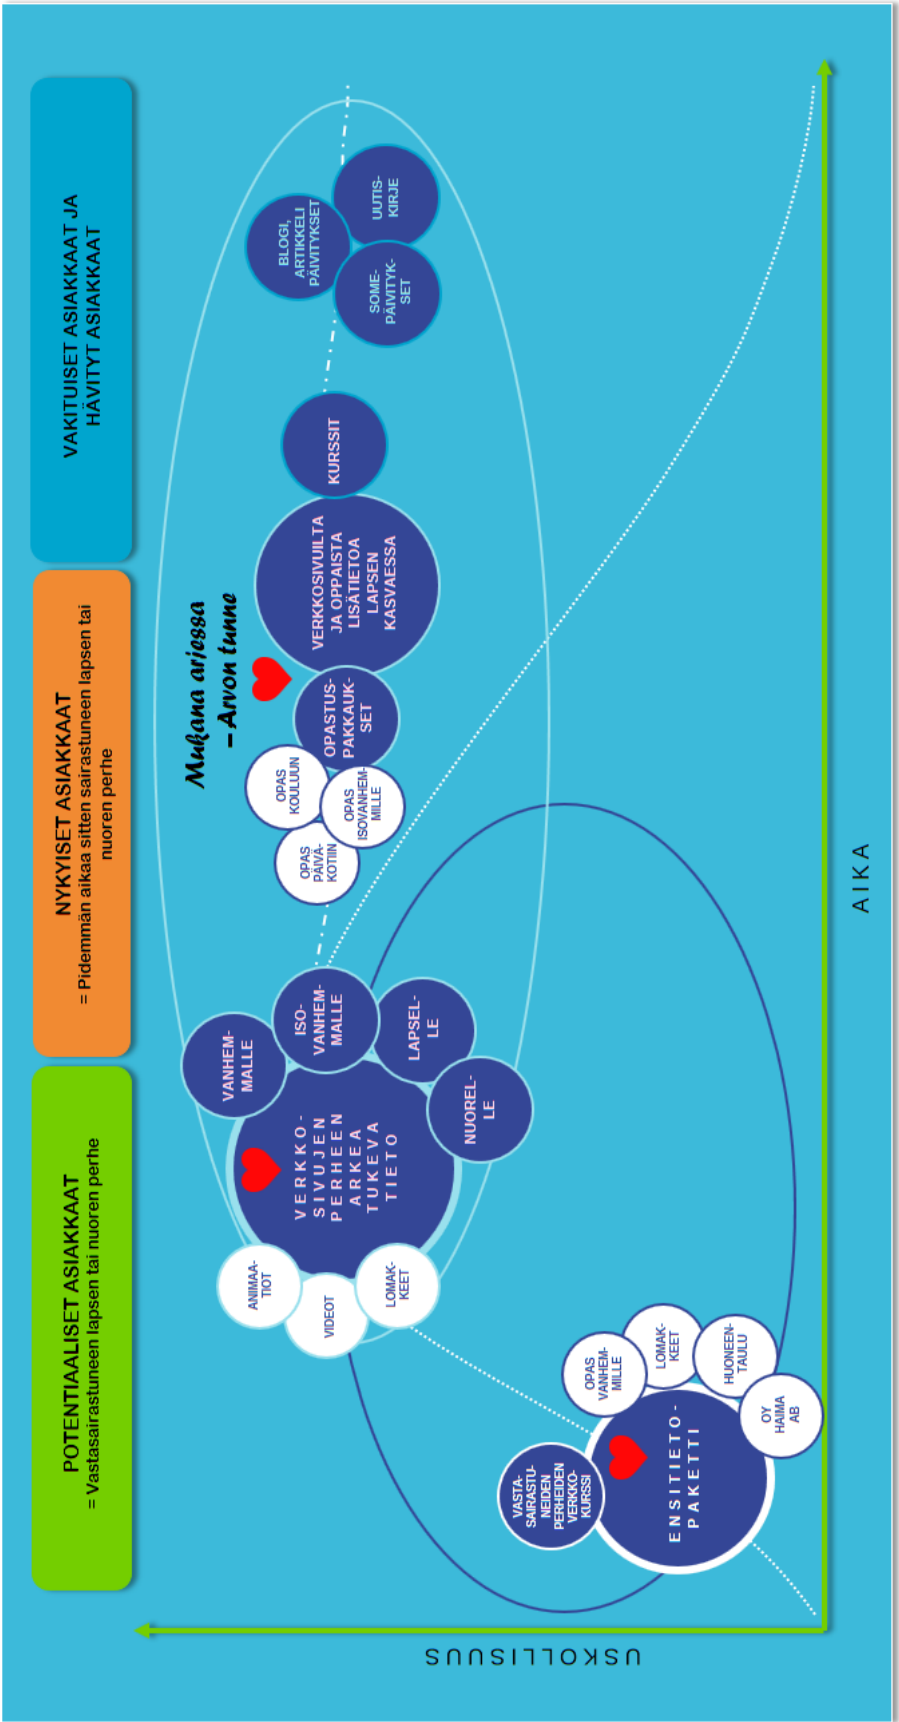 POTENTIAALISET ASIAKKAAT
= Vastasairastuneen lapsen tai nuoren perhe
NYKYISET ASIAKKAAT
= Pidemmän aikaa sitten sairastuneen lapsen tai
nuoren perhe
VAKITUISET ASIAKKAAT JA
HÄVITYT ASIAKKAAT
Mukana arjessa
– Arvon tunne
VANHEM-
MALLE
ISO-
VANHEM-
MALLE
LAPSEL-
LE
NUOREL-
LE
VERKKO-
SIVUJEN
PERHEEN
ARKEA
TUKEVA
TIETO
ANIMAA-
TIOT
VIDEOT
LOMAK-
KEET
OPAS
KOULUUN
OPAS
PÄIVÄ-
KOTIIN
OPAS
ISOVANHEM-
MILLE
OPASTUS-
PAKKAUK-
SET
VERKKOSIVUILTA
JA OPPAISTA
LISÄTIETOA
LAPSEN
KASVAESSA
KURSSIT
BLOGI,
ARTIKKELI
PÄIVITYKSET
SOME-
PÄIVITYK-
SET
UUTIS-
KIRJE
VASTA-
SAIRASTU-
NEIDEN
PERHEIDEN
VERKKO-
KURSSI
ENSITIETO-
PAKETTI
OPAS
VANHEM-
MILLE
LOMAK-
KEET
HUONEEN-
TAULU
OY
HAIMA
AB
USKOLLISUUS
AIKA